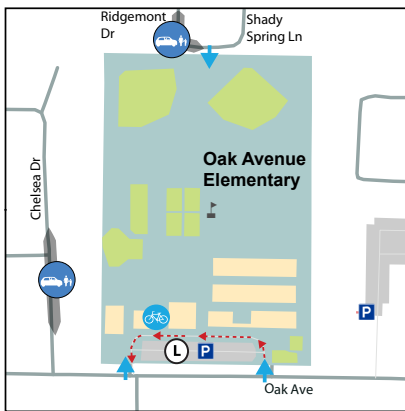 Ridgemont
Dr
Shady
Spring Ln
Oak Avenue
Elementary
Chelsea Dr
P
L
P
Oak Ave